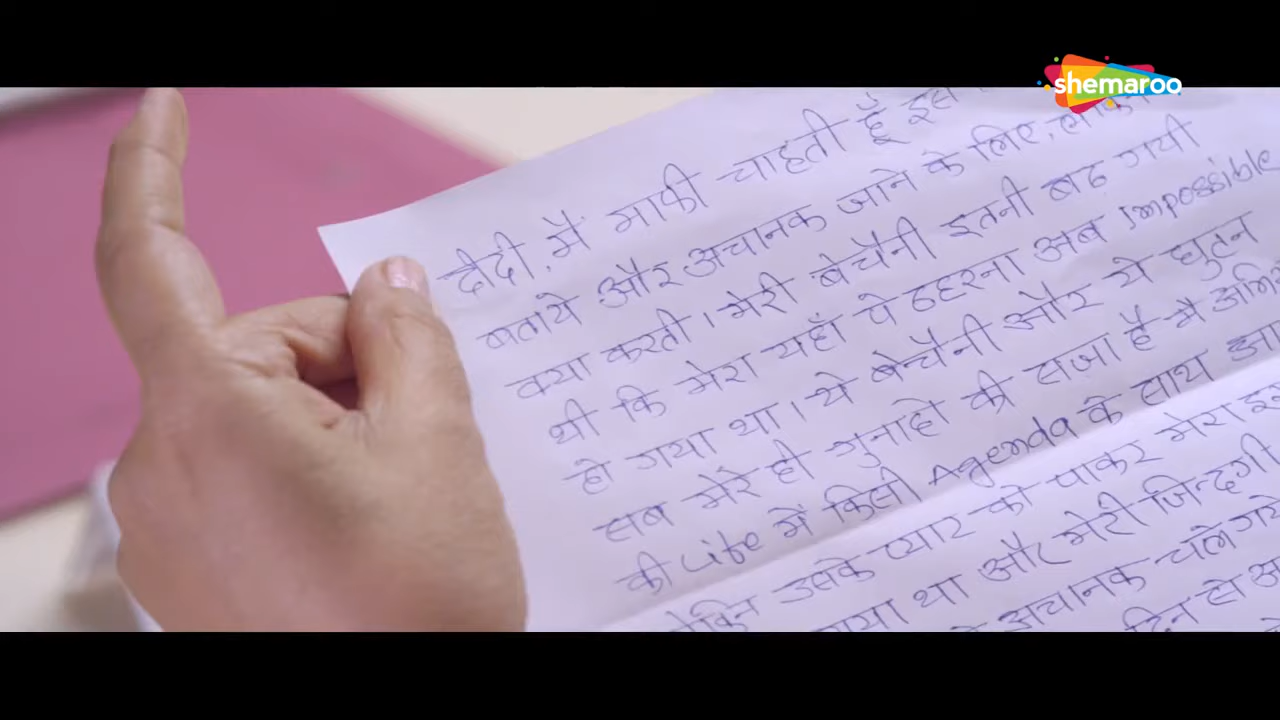 shemaroo
दीदी, मैं माफी चाहती हूँ इस
बताये और अचानक जाने के लिए,
क्या करती । मेरी बेचैनी इतनी बढ गयी
थी कि मेरा यहाँ पे ठहरना अब Impossible
हो गया था । ये बेचैनी और ये घुटन
सब मेरे ही गुनाहो की सजा है मै
की Life में किसी Agenda के साथ
उसके प्यार को पाकर मेरा
गया था और मेरी जिन्दगी
अचानक चले गये
दिन से